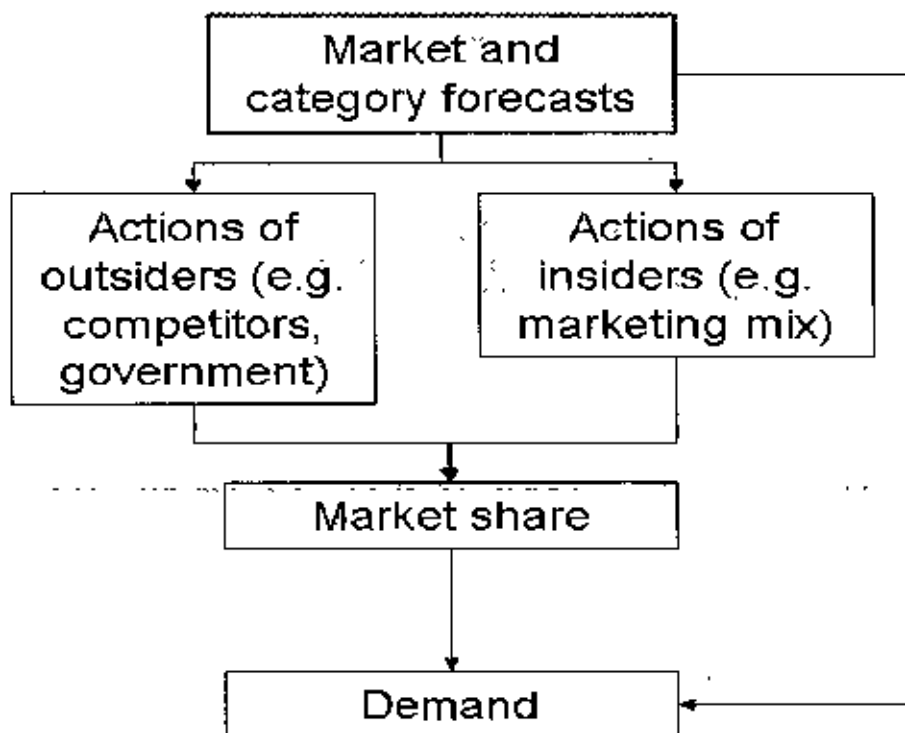 Market and
category forecasts
Actions of
outsiders (e.g.
competitors,
government)
Actions of
insiders (e.g.
marketing mix)
Market share
Demand